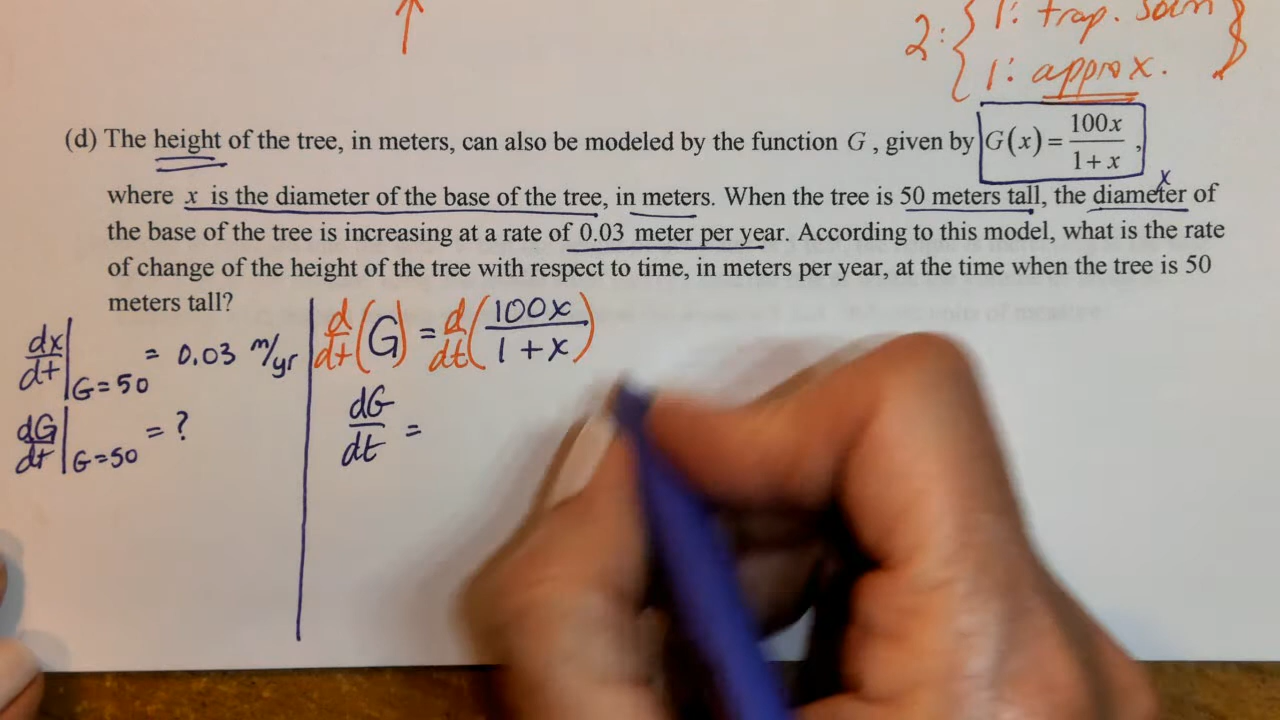 2: { 1: trap. sum }
1: approx.
(d) The height of the tree, in meters, can also be modeled by the function G , given by G(x) = 100x / 1 + x ,
x
where x is the diameter of the base of the tree, in meters. When the tree is 50 meters tall, the diameter of
the base of the tree is increasing at a rate of 0.03 meter per year. According to this model, what is the rate
of change of the height of the tree with respect to time, in meters per year, at the time when the tree is 50
meters tall?
dx/dt | G=50 = 0.03 m/yr
dG/dt | G=50 = ?
d/dt (G) = d/dt ( 100x / 1 + x )
dG/dt =